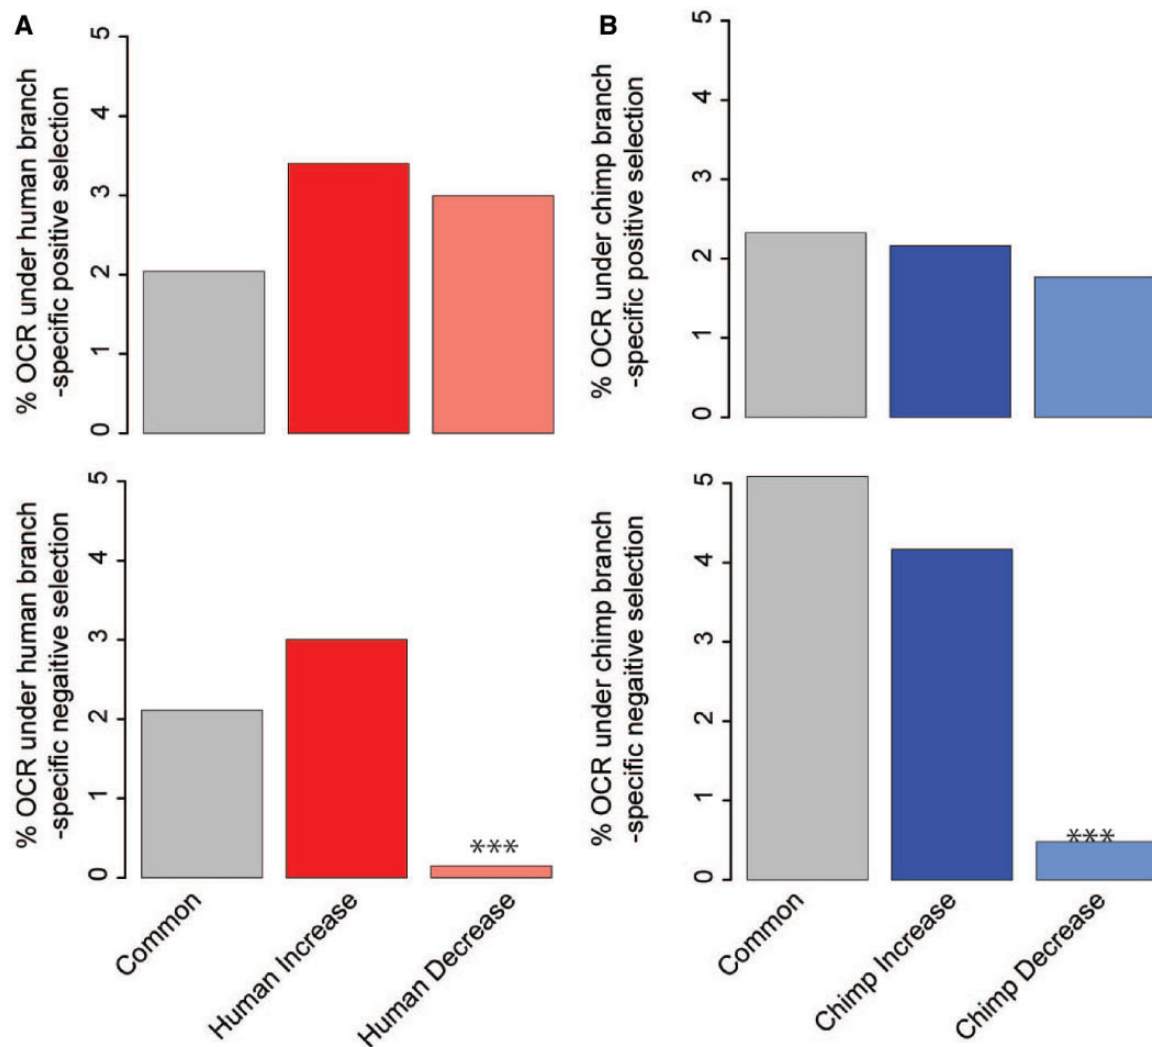 A
% OCR under human branch
-specific positive selection
5
4
3
2
1
0
B
% OCR under chimp branch
-specific positive selection
5
4
3
2
1
0
% OCR under human branch
-specific negaitive selection
5
4
3
2
1
0
***
Common
Human Increase
Human Decrease
% OCR under chimp branch
-specific negaitive selection
5
4
3
2
1
0
***
Common
Chimp Increase
Chimp Decrease